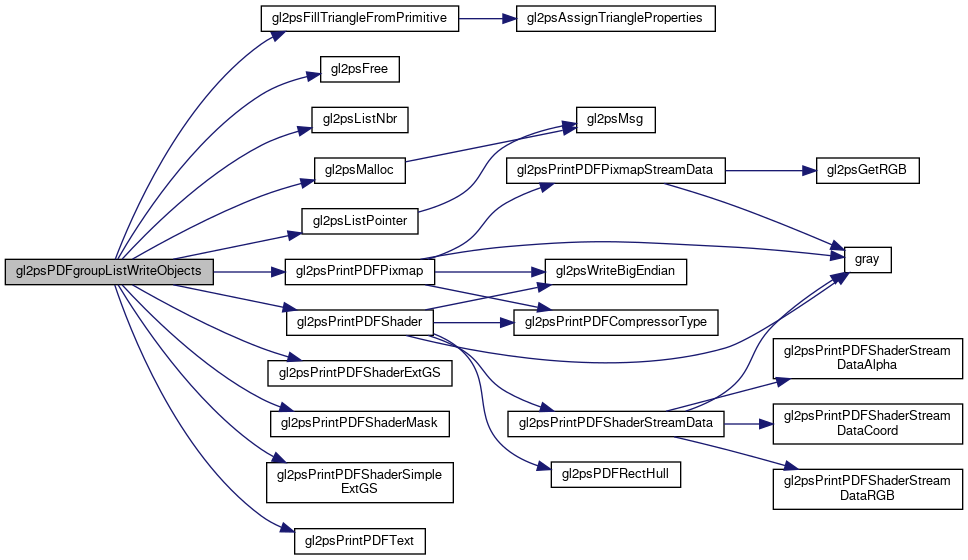 gl2psFillTriangleFromPrimitive
gl2psAssignTriangleProperties
gl2psFree
gl2psListNbr
gl2psMsg
gl2psMalloc
gl2psPrintPDFPixmapStreamData
gl2psGetRGB
gl2psListPointer
gray
gl2psPDFgroupListWriteObjects
gl2psPrintPDFPixmap
gl2psWriteBigEndian
gl2psPrintPDFShader
gl2psPrintPDFCompressorType
gl2psPrintPDFShaderStream
DataAlpha
gl2psPrintPDFShaderExtGS
gl2psPrintPDFShaderMask
gl2psPrintPDFShaderStreamData
gl2psPrintPDFShaderStream
DataCoord
gl2psPrintPDFShaderSimple
ExtGS
gl2psPDFRectHull
gl2psPrintPDFShaderStream
DataRGB
gl2psPrintPDFText